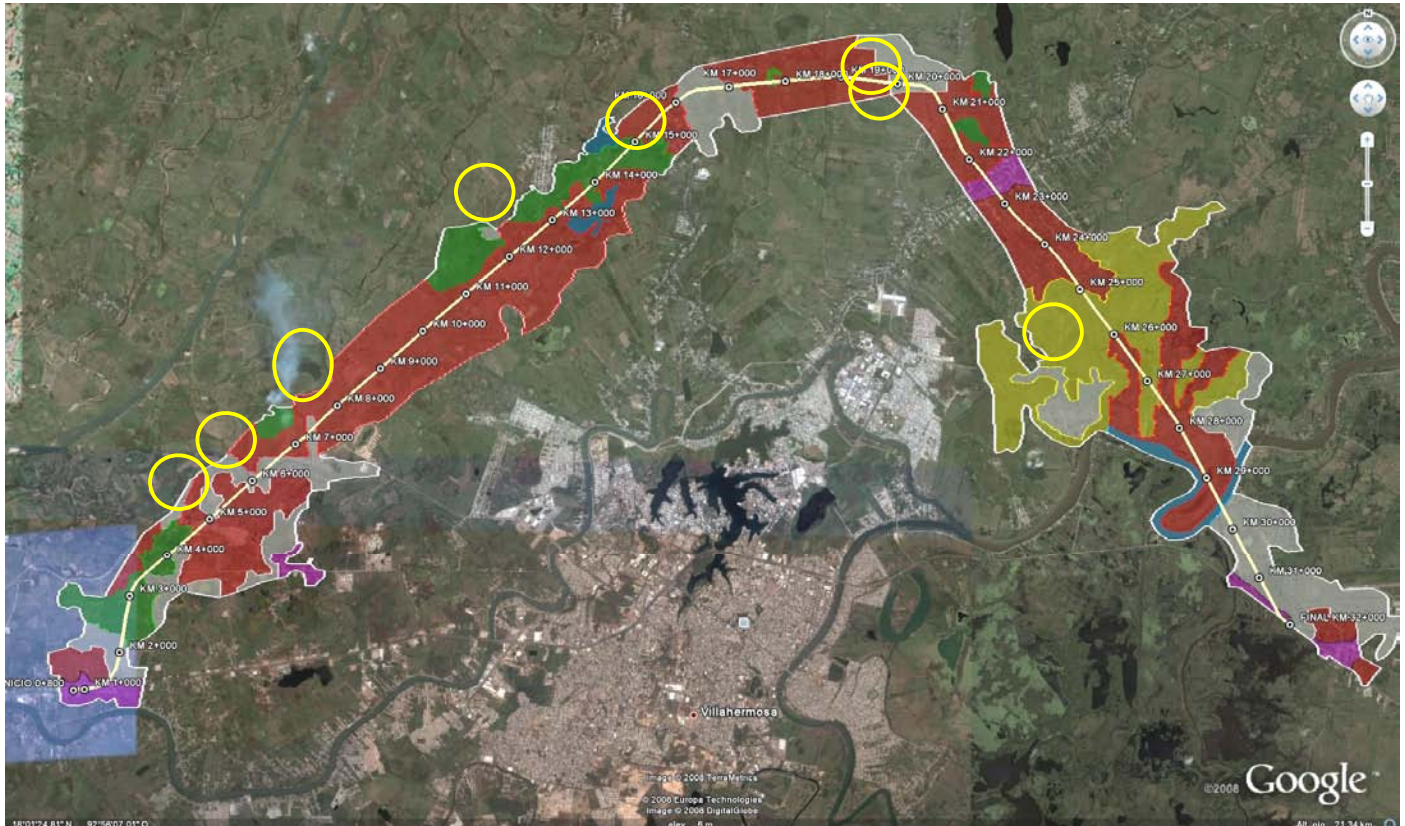 N
KM 17+000
KM 18+000
KM 19+000
KM 20+000
KM 21+000
KM 15+000
KM 22+000
KM 14+000
KM 23+000
KM 13+000
KM 24+000
KM 12+000
KM 25+000
KM 11+000
KM 26+000
KM 10+000
KM 9+000
KM 27+000
KM 8+000
KM 28+000
KM 7+000
KM 29+000
KM 6+000
KM 5+000
KM 30+000
KM 4+000
KM 31+000
KM 3+000
FINAL KM-32+000
KM 2+000
NICIO 0+800
KM 1+000
Villahermosa
Image © 2008 TerraMetrics
© 2008 Europa Technologies
Image © 2008 DigitalGlobe
©2008 Google™